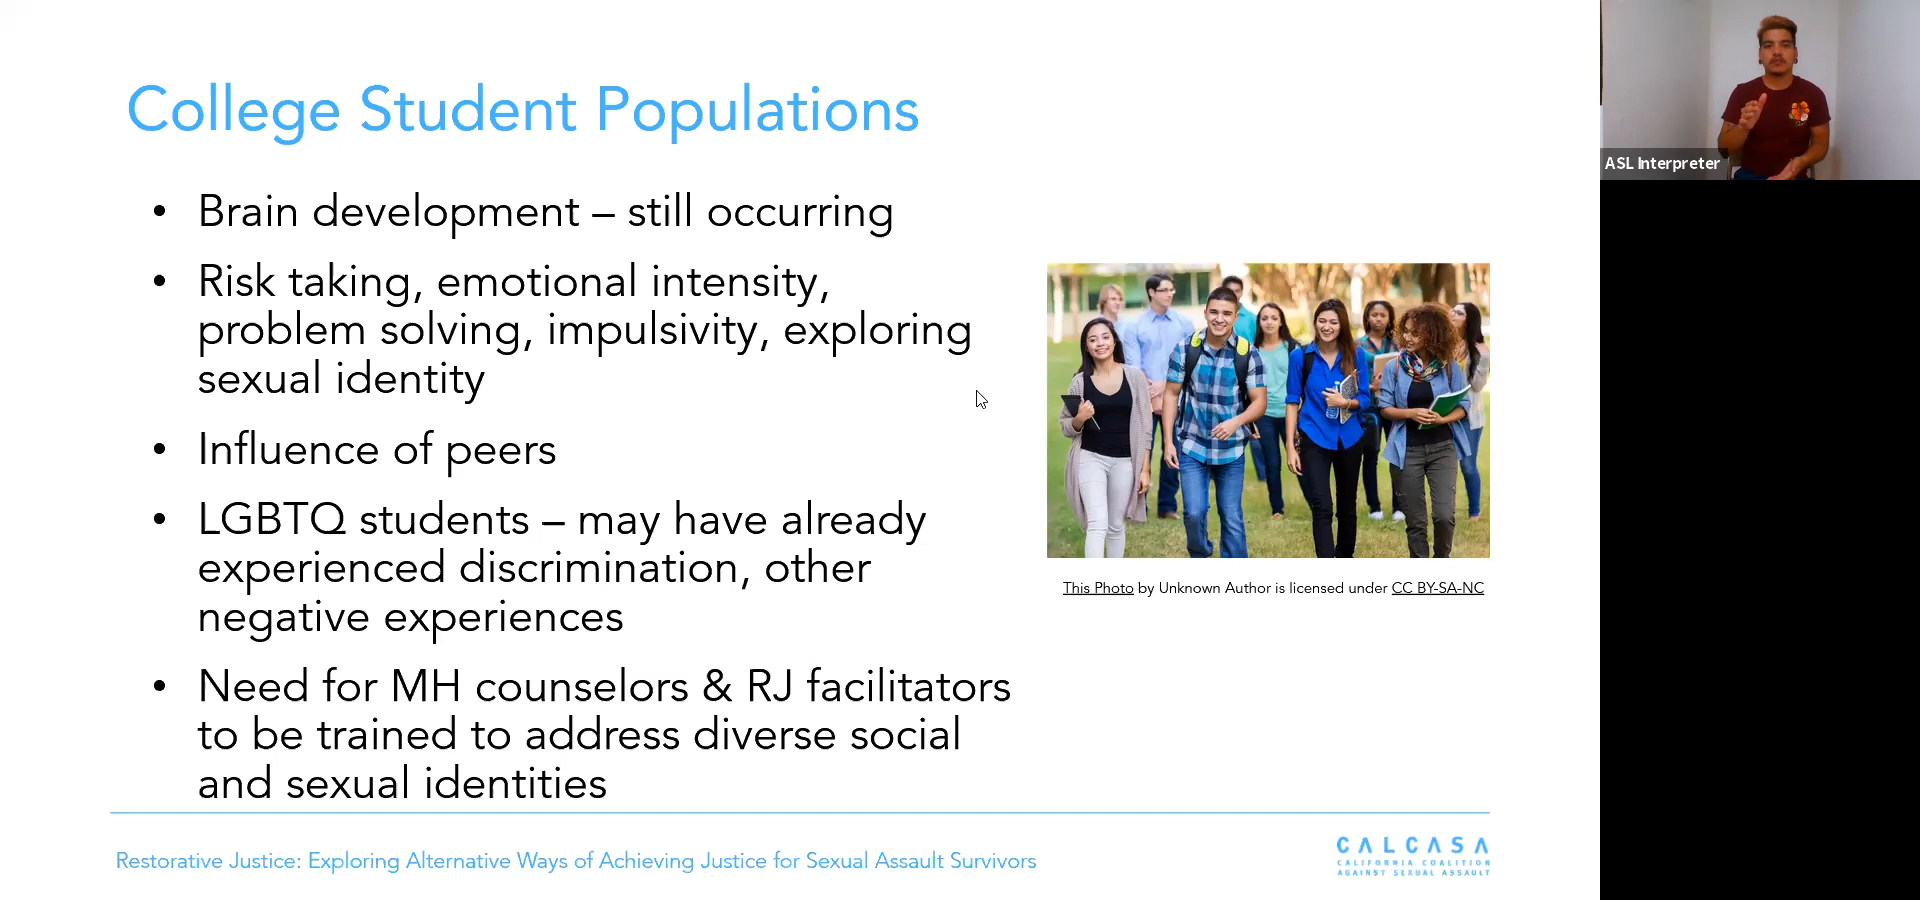 College Student Populations
• Brain development – still occurring
• Risk taking, emotional intensity,
problem solving, impulsivity, exploring
sexual identity
• Influence of peers
• LGBTQ students – may have already
experienced discrimination, other
negative experiences
• Need for MH counselors & RJ facilitators
to be trained to address diverse social
and sexual identities
This Photo by Unknown Author is licensed under CC BY-SA-NC
Restorative Justice: Exploring Alternative Ways of Achieving Justice for Sexual Assault Survivors
CALCASA
CALIFORNIA COALITION
AGAINST SEXUAL ASSAULT
ASL Interpreter